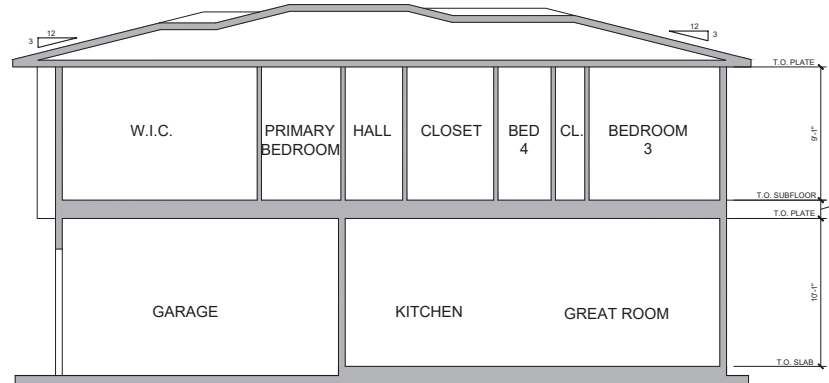 12
3
12
3
T.O. PLATE
W.I.C.
PRIMARY
BEDROOM
HALL
CLOSET
BED
4
CL.
BEDROOM
3
9'-1"
T.O. SUBFLOOR
T.O. PLATE
GARAGE
KITCHEN
GREAT ROOM
10'-1"
T.O. SLAB